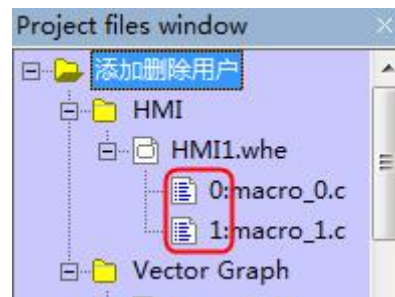 Project files window
添加删除用户
HMI
HMI1.whe
0:macro_0.c
1:macro_1.c
Vector Graph